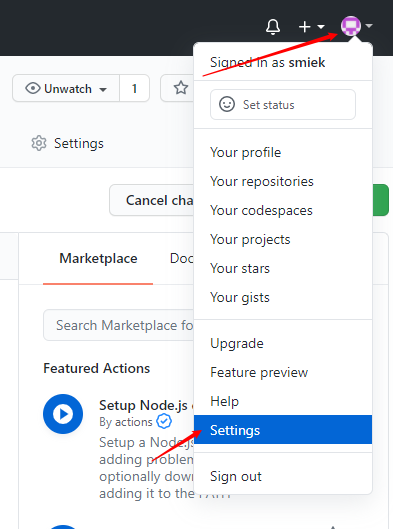 Signed in as smiek
Unwatch 1
Set status
Settings
Your profile
Your repositories
Your codespaces
Cancel cha
Your projects
Your stars
Marketplace Doc
Your gists
Search Marketplace fo
Upgrade
Featured Actions
Feature preview
Help
Setup Node.js
By actions
Settings
Setup a Node.js
adding problem
optionally down
Sign out
adding it to the PATH